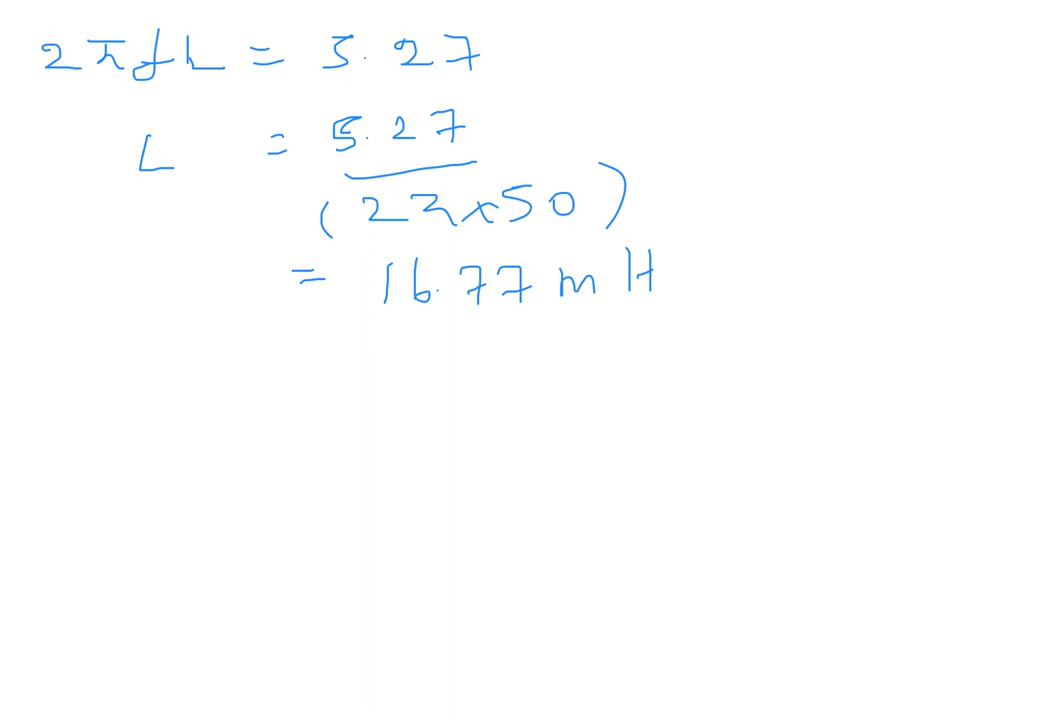 2πfL = 5.27
L = 5.27
(2π×50)
= 16.77 mH